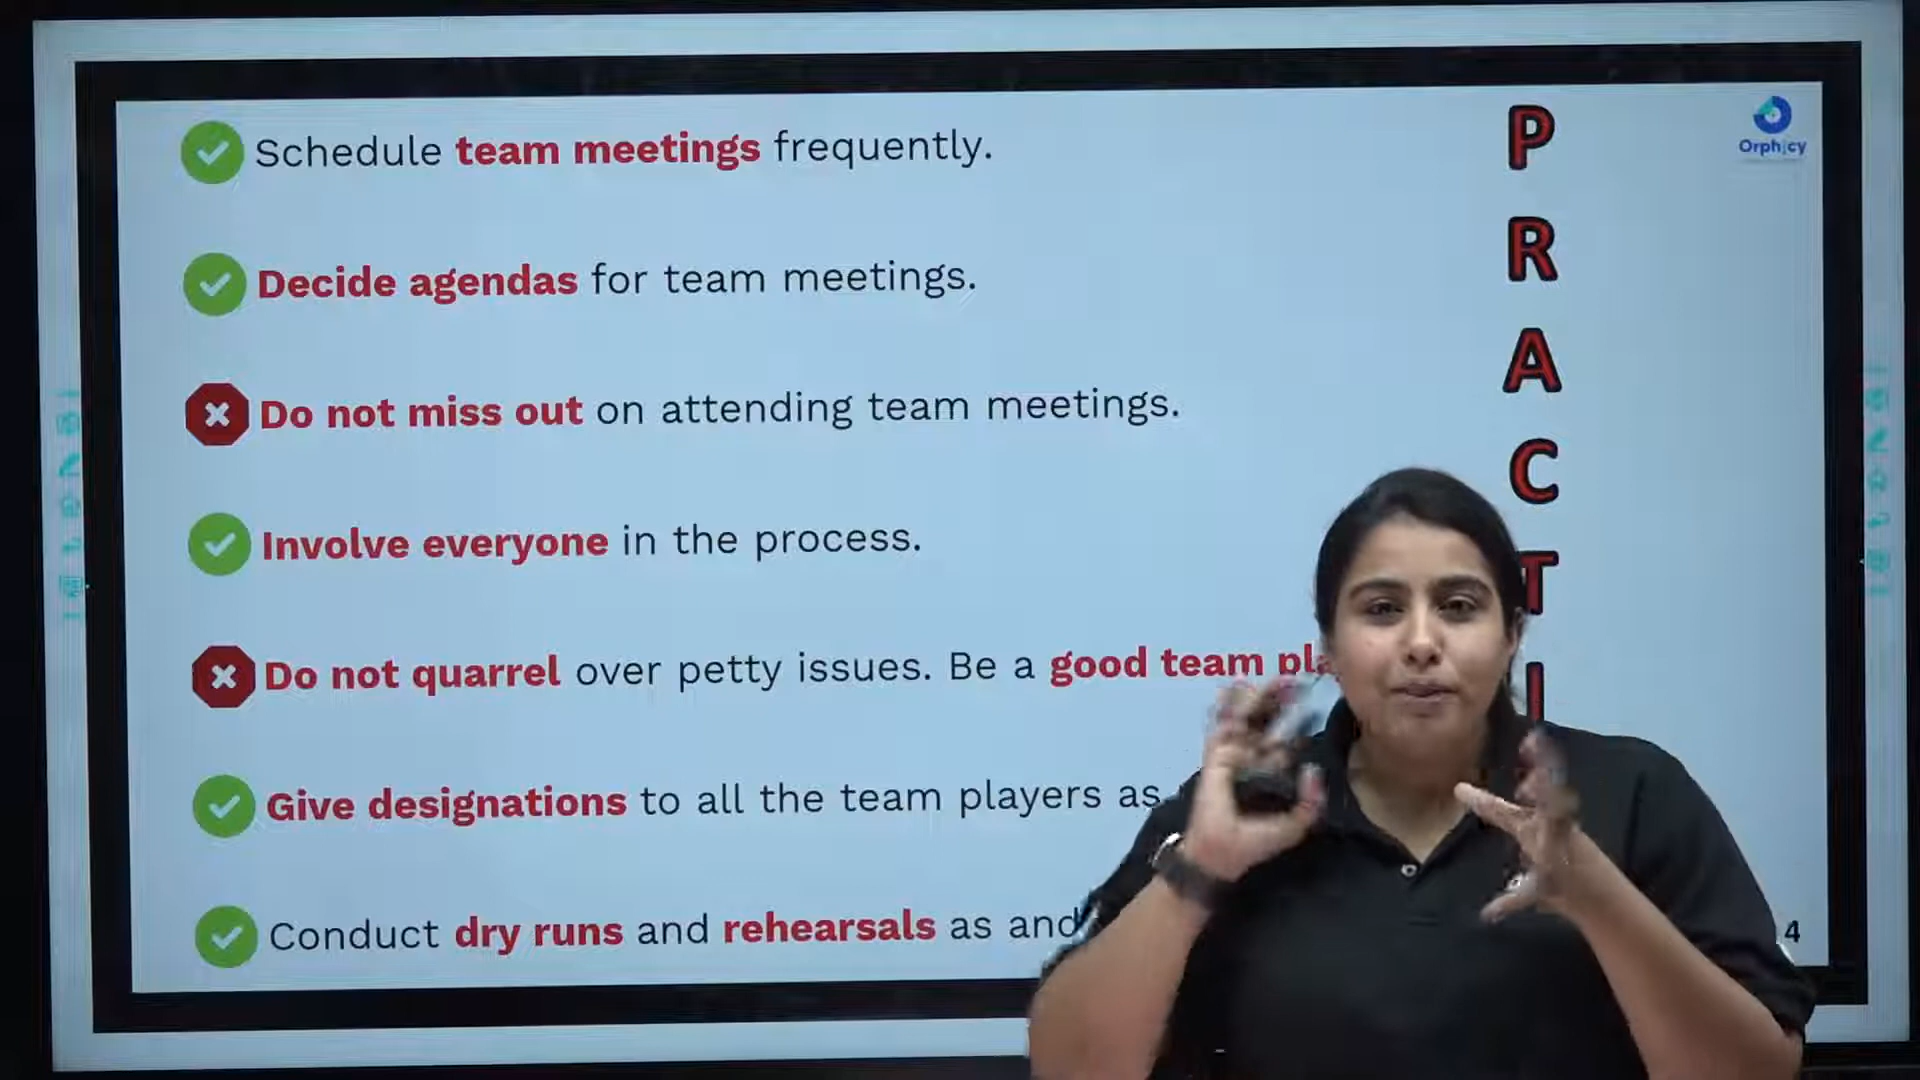 Schedule team meetings frequently.
Decide agendas for team meetings.
Do not miss out on attending team meetings.
Involve everyone in the process.
Do not quarrel over petty issues. Be a good team
Give designations to all the team players as
Conduct dry runs and rehearsals as and
P
R
A
C
T
I
Orphicy
4